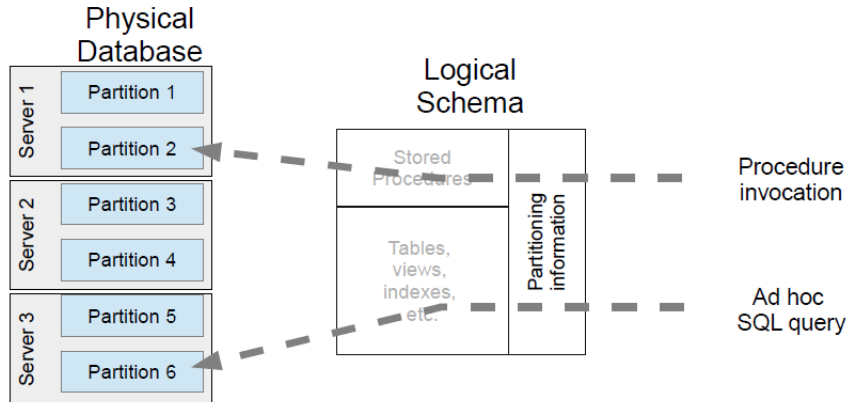 Physical
Database
Server 1
Partition 1
Partition 2
Server 2
Partition 3
Partition 4
Server 3
Partition 5
Partition 6
Logical
Schema
Stored
Procedures
Tables,
views,
indexes,
etc.
Partitioning
information
Procedure
invocation
Ad hoc
SQL query